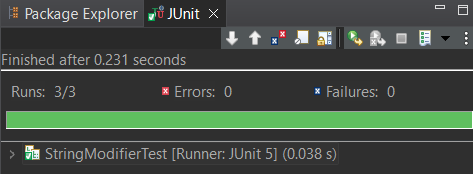 Package Explorer JUnit
Finished after 0.231 seconds
Runs: 3/3 Errors: 0 Failures: 0
StringModifierTest [Runner: JUnit 5] (0.038 s)